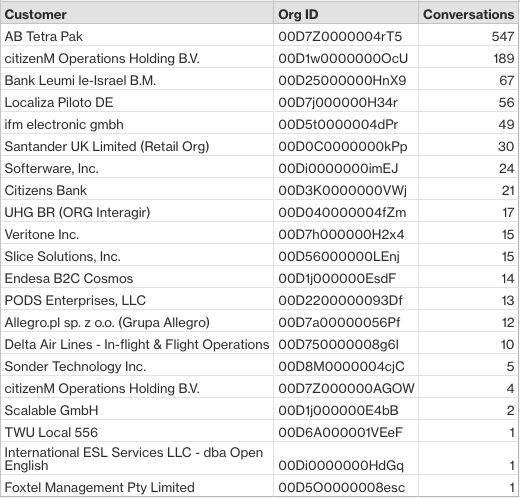 Customer Org ID Conversations
AB Tetra Pak 00D7Z0000004rT5 547
citizenM Operations Holding B.V. 00D1w0000000OcU 189
Bank Leumi le-Israel B.M. 00D25000000HnX9 67
Localiza Piloto DE 00D7j000000H34r 56
ifm electronic gmbh 00D5t0000004dPr 49
Santander UK Limited (Retail Org) 00D0C0000000kPp 30
Softerware, Inc. 00Di0000000imEJ 24
Citizens Bank 00D3K0000000VWj 21
UHG BR (ORG Interagir) 00D040000004fZm 17
Veritone Inc. 00D7h000000H2x4 15
Slice Solutions, Inc. 00D56000000LEnj 15
Endesa B2C Cosmos 00D1j000000EsdF 14
PODS Enterprises, LLC 00D2200000093Df 13
Allegro.pl sp. z o.o. (Grupa Allegro) 00D7a00000056Pf 12
Delta Air Lines - In-flight & Flight Operations 00D750000008g6l 10
Sonder Technology Inc. 00D8M0000004cjC 5
citizenM Operations Holding B.V. 00D7Z000000AGOW 4
Scalable GmbH 00D1j000000E4bB 2
TWU Local 556 00D6A000001VEeF 1
International ESL Services LLC - dba Open
English 00Di0000000HdGq 1
Foxtel Management Pty Limited 00D5O0000008esc 1